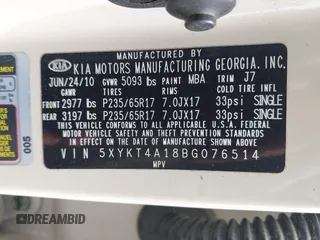 PRODUCED BY
KIA KIA MOTORS MANUFACTURING GEORGIA. INC.
JUN/24/10 GVWR 5093 lbs PAINT MBA TRIM J7
GAWR TIRES RIMS COLD TIRE INFL
FRONT 2977 lbs P235/65R17 7.0JX17 33psi SINGLE
REAR 3197 lbs P235/65R17 7.0JX17 33psi SINGLE
THIS VEHICLE CONFORMS TO ALL APPLICABLE U.S.A. FEDERAL
MOTOR VEHICLE SAFETY AND THEFT PREVENTION STANDARDS
IN EFFECT ON THE DATE OF MANUFACTURE SHOWN ABOVE.
VIN 5XYKT4A18BG076514
MPV
005
DREAMBID